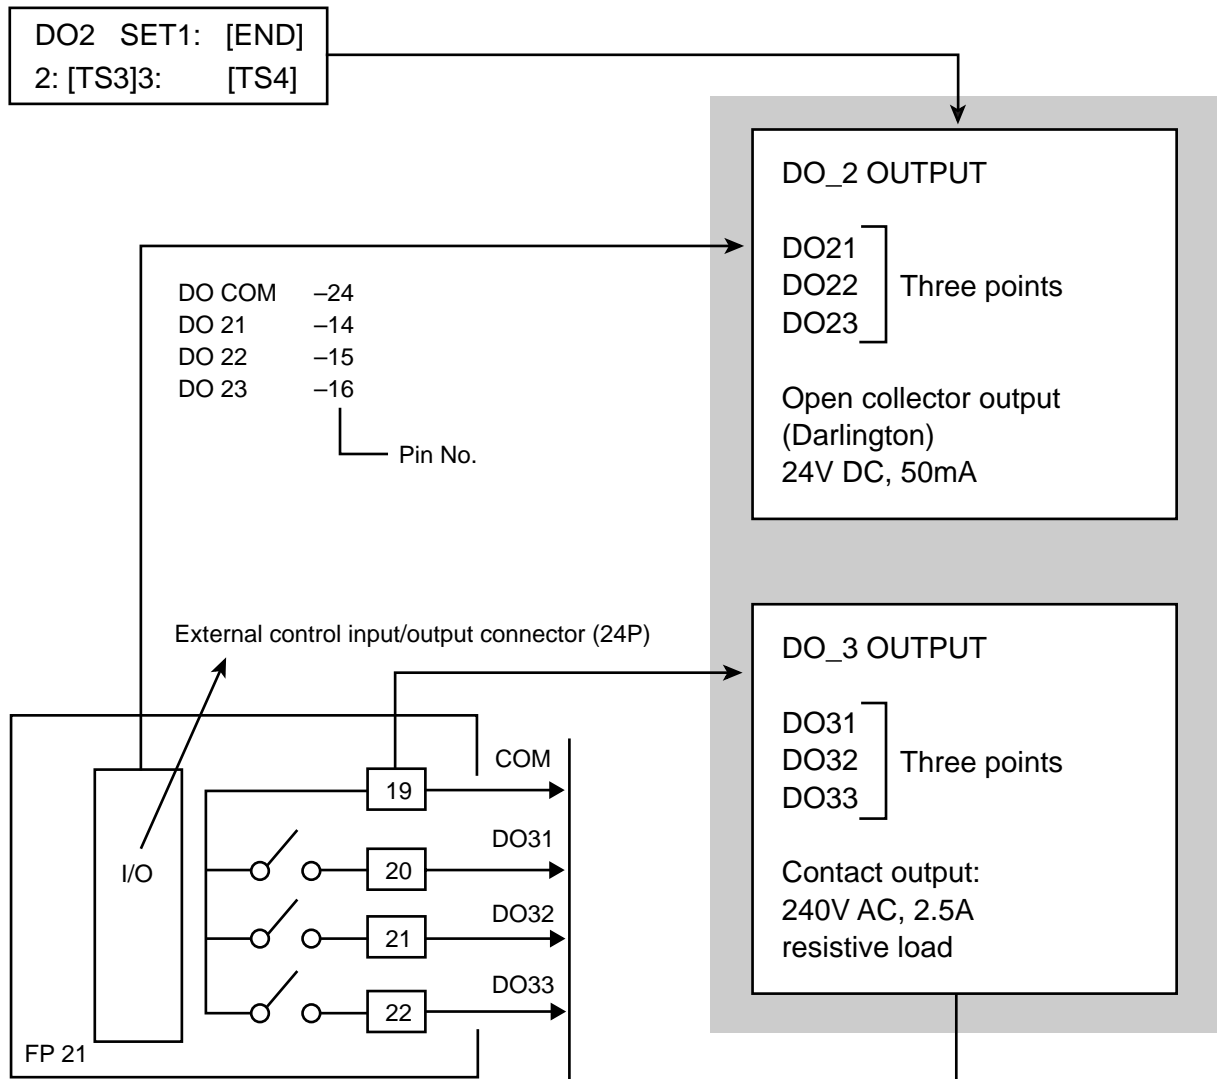 DO2 SET1: [END]
2: [TS3]3: [TS4]
DO_2 OUTPUT
DO21
DO22
DO23
Three points
Open collector output
(Darlington)
24V DC, 50mA
DO COM –24
DO 21 –14
DO 22 –15
DO 23 –16
Pin No.
External control input/output connector (24P)
DO_3 OUTPUT
DO31
DO32
DO33
Three points
Contact output:
240V AC, 2.5A
resistive load
I/O
FP 21
COM
19
DO31
20
DO32
21
DO33
22